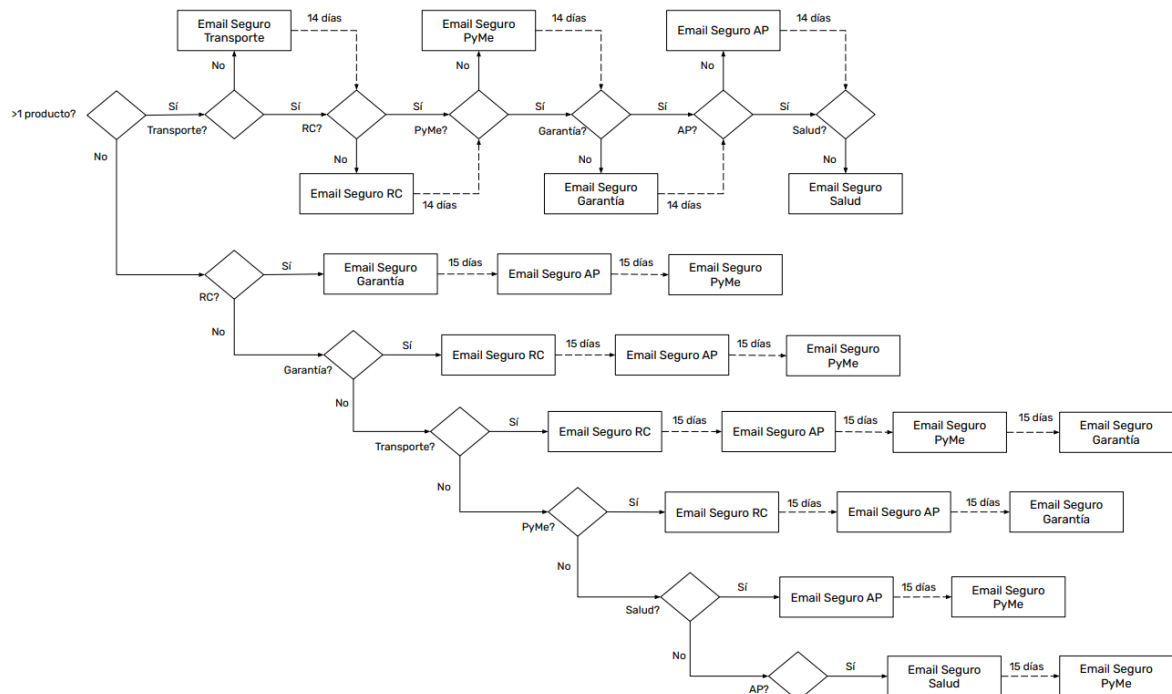 Email Seguro
Transporte
14 días
Email Seguro
PyMe
14 días
Email Seguro AP
14 días
No
No
No
>1 producto?
Sí
Transporte?
Sí
RC?
Sí
PyMe?
Sí
Garantía?
Sí
AP?
Sí
Salud?
No
No
No
No
Email Seguro RC
14 días
Email Seguro
Garantía
14 días
Email Seguro
Salud
RC?
Sí
Email Seguro
Garantía
15 días
Email Seguro AP
15 días
Email Seguro
PyMe
No
Garantía?
Sí
Email Seguro RC
15 días
Email Seguro AP
15 días
Email Seguro
PyMe
No
Transporte?
Sí
Email Seguro RC
15 días
Email Seguro AP
15 días
Email Seguro
PyMe
15 días
Email Seguro
Garantía
No
PyMe?
Sí
Email Seguro RC
15 días
Email Seguro AP
15 días
Email Seguro
Garantía
No
Salud?
Sí
Email Seguro AP
15 días
Email Seguro
PyMe
No
AP?
Sí
Email Seguro
Salud
15 días
Email Seguro
PyMe